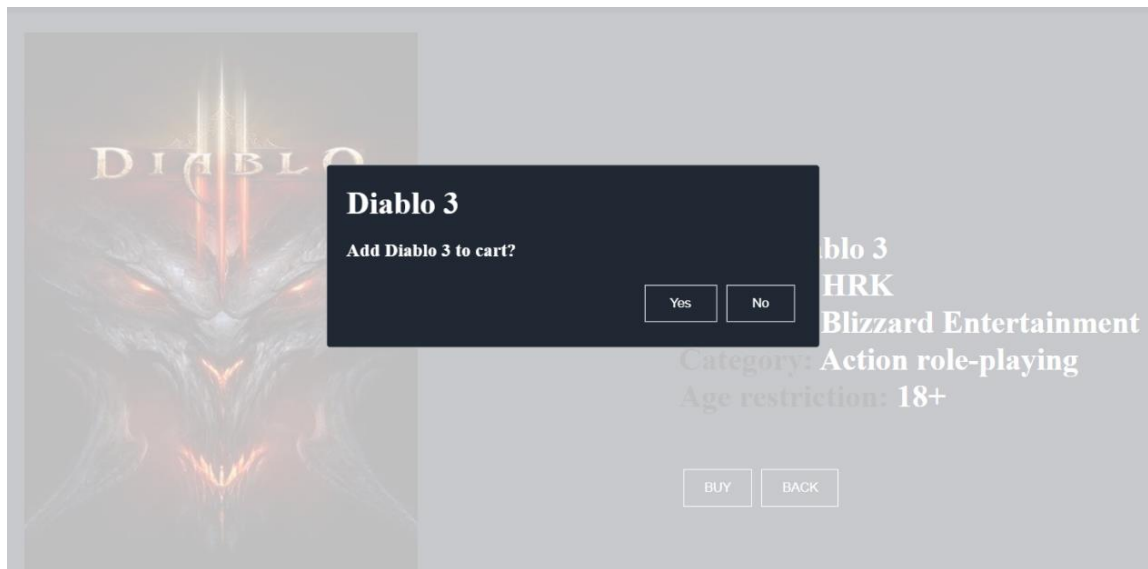 DIABLO
Diablo 3
Add Diablo 3 to cart?
Yes No
blo 3
HRK
Blizzard Entertainment
Category: Action role-playing
Age restriction: 18+
BUY BACK